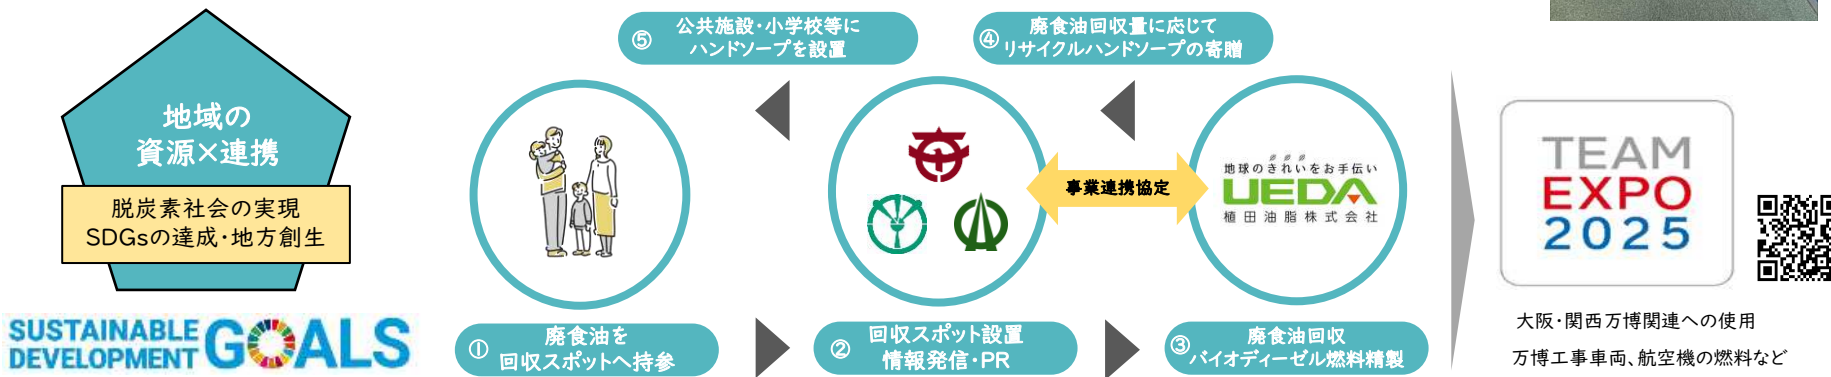 地域の
資源×連携
脱炭素社会の実現
SDGsの達成・地方創生
SUSTAINABLE
DEVELOPMENT
GOALS
⑤ 公共施設・小学校等に
ハンドソープを設置
④ 廃食油回収量に応じて
リサイクルハンドソープの寄贈
事業連携協定
地球のきれいをお手伝い
UEDA
植田油脂株式会社
① 廃食油を
回収スポットへ持参
② 回収スポット設置
情報発信・PR
③ 廃食油回収
バイオディーゼル燃料精製
TEAM
EXPO
2025
大阪・関西万博関連への使用
万博工事車両、航空機の燃料など